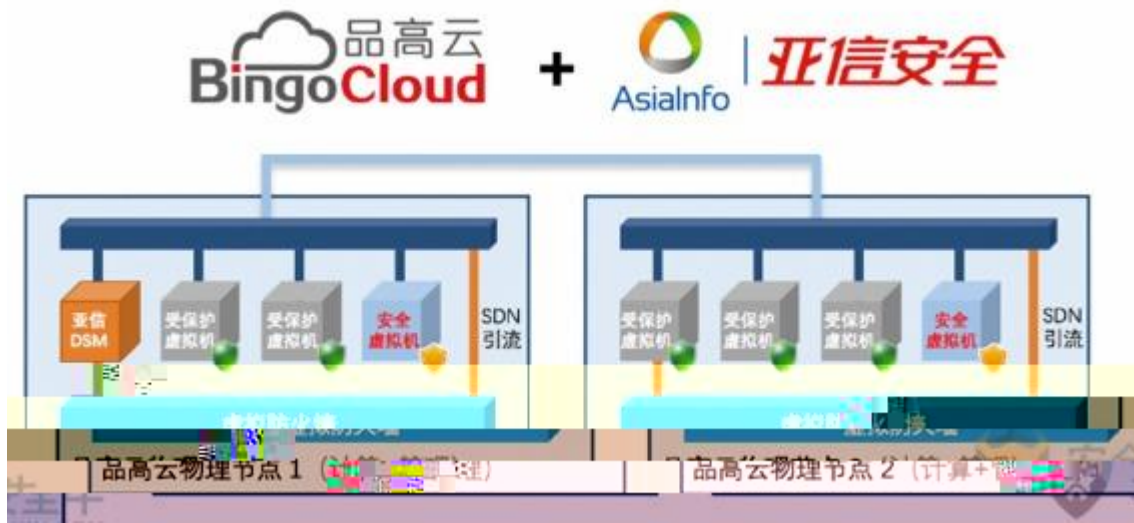 品高云
BingoCloud
+
AsiaInfo
亚信安全
亚信
DSM
受保护
虚拟机
受保护
虚拟机
安全
虚拟机
SDN
引流
受保护
虚拟机
受保护
虚拟机
受保护
虚拟机
安全
虚拟机
SDN
引流
品高云物理节点 1
品高云物理节点 2 (计算+